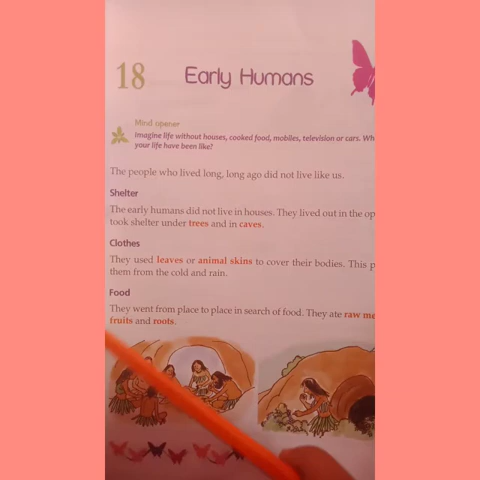 18 Early Humans
Mind opener
Imagine life without houses, cooked food, mobiles, television or cars.
your life have been like?
The people who lived long, long ago did not live like us.
Shelter
The early humans did not live in houses. They lived out in the
took shelter under trees and in caves.
Clothes
They used leaves or animal skins to cover their bodies. This
them from the cold and rain.
Food
They went from place to place in search of food. They ate raw
fruits and roots.